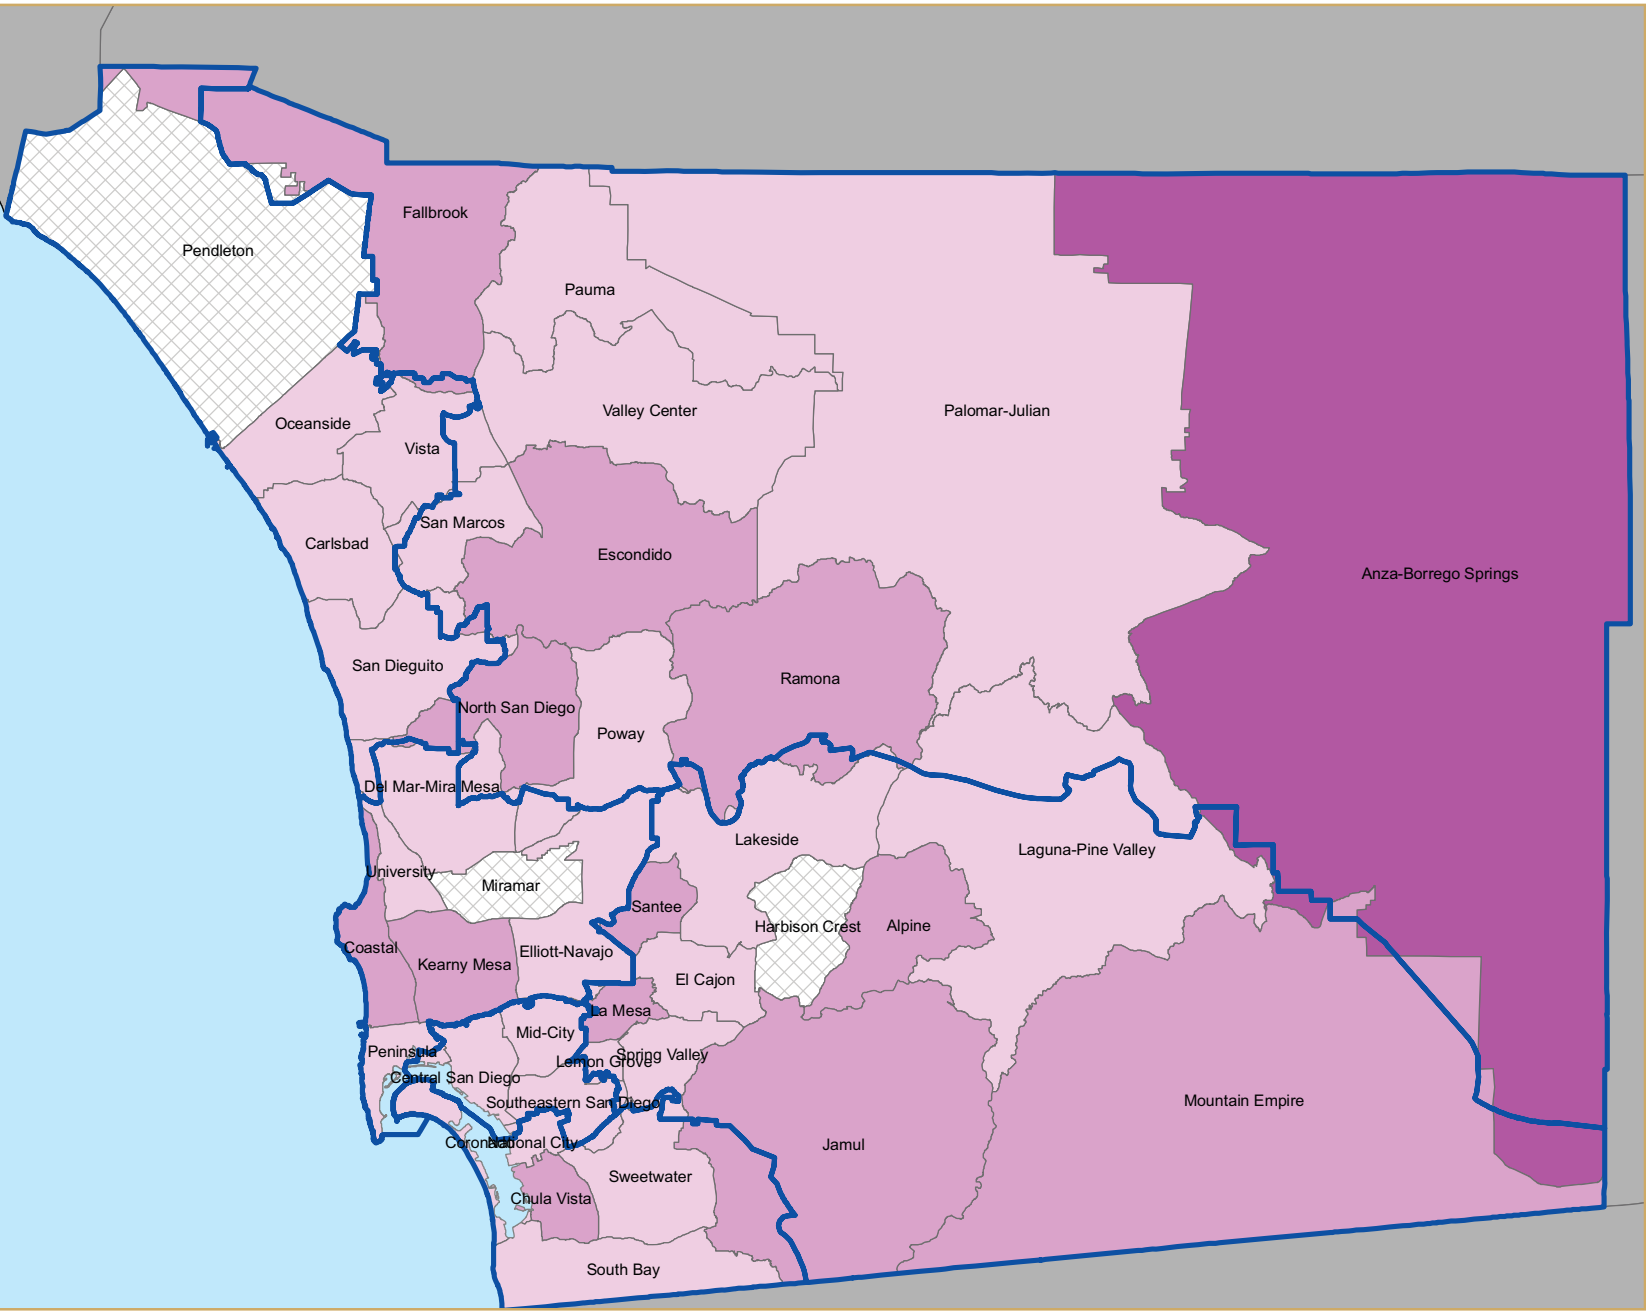 Fallbrook
Pendleton
Pauma
Valley Center
Palomar-Julian
Oceanside
Vista
San Marcos
Carlsbad
Escondido
Anza-Borrego Springs
San Dieguito
Ramona
North San Diego
Poway
Del Mar-Mira Mesa
Lakeside
Laguna-Pine Valley
University
Miramar
Santee
Harbison Crest
Alpine
Coastal
Elliott-Navajo
Kearny Mesa
El Cajon
La Mesa
Mid-City
Peninsula
Lemon Grove
Spring Valley
Central San Diego
Southeastern San Diego
Mountain Empire
Coronado
National City
Jamul
Sweetwater
Chula Vista
South Bay